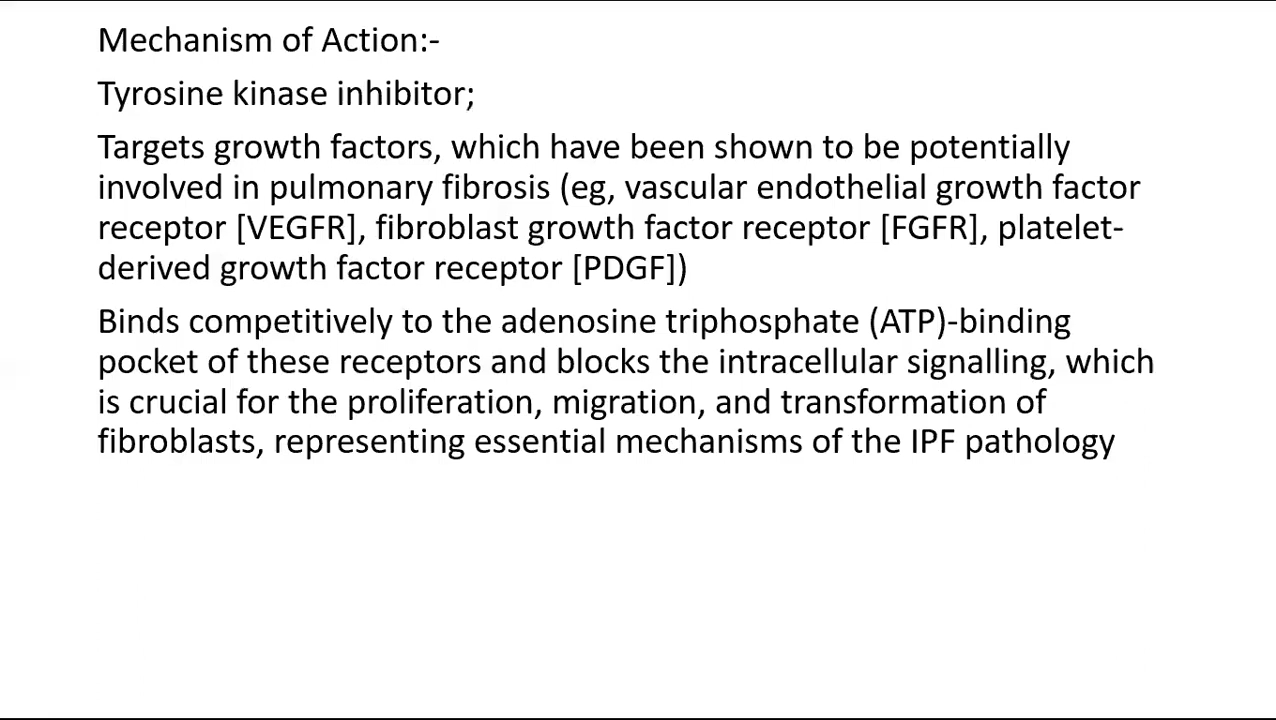 Mechanism of Action:-
Tyrosine kinase inhibitor;
Targets growth factors, which have been shown to be potentially
involved in pulmonary fibrosis (eg, vascular endothelial growth factor
receptor [VEGFR], fibroblast growth factor receptor [FGFR], platelet-
derived growth factor receptor [PDGF])
Binds competitively to the adenosine triphosphate (ATP)-binding
pocket of these receptors and blocks the intracellular signalling, which
is crucial for the proliferation, migration, and transformation of
fibroblasts, representing essential mechanisms of the IPF pathology